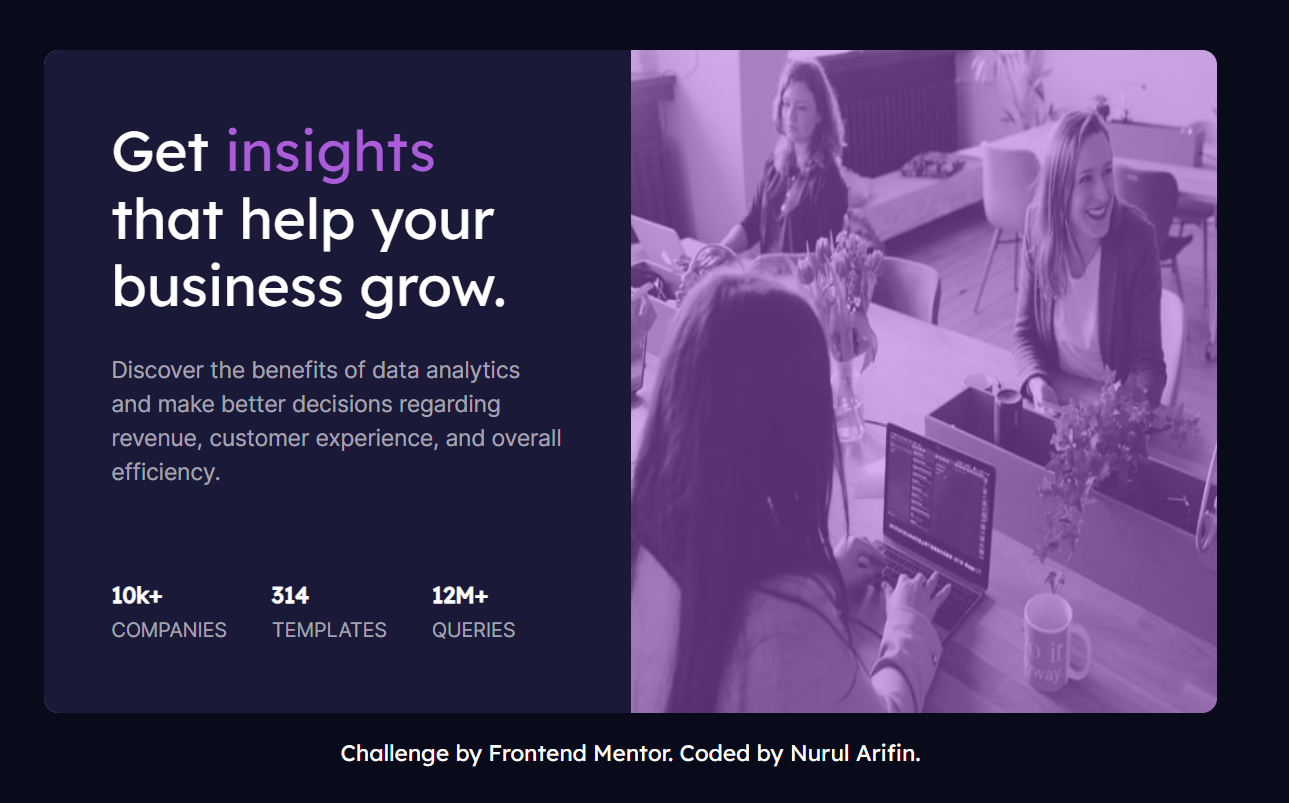 Get insights
that help your
business grow.
Discover the benefits of data analytics
and make better decisions regarding
revenue, customer experience, and overall
efficiency.
10k+ 314 12M+
COMPANIES TEMPLATES QUERIES
Challenge by Frontend Mentor. Coded by Nurul Arifin.